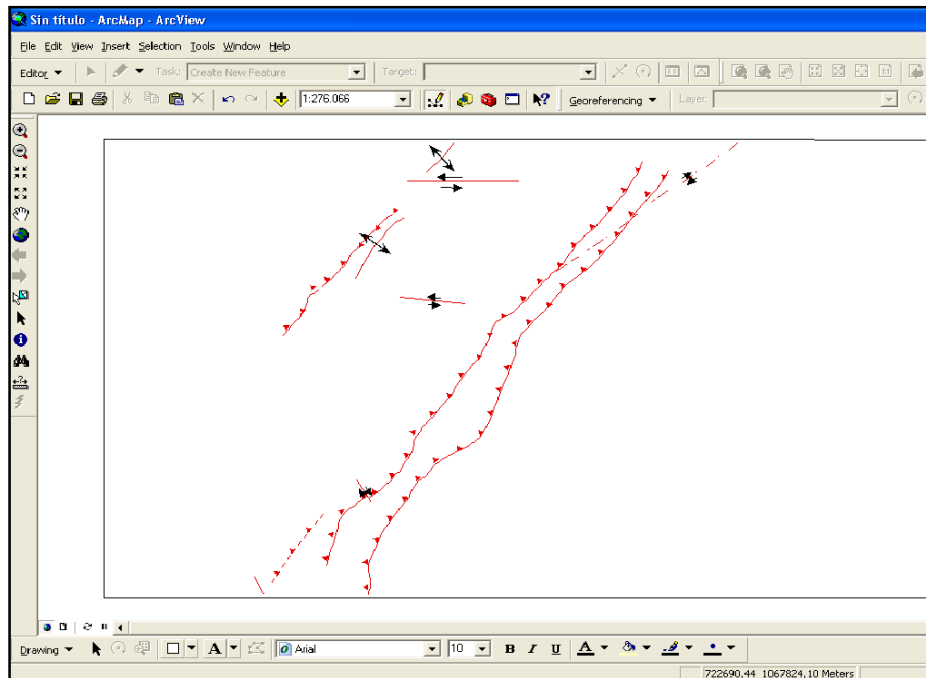 Sin título - ArcMap - ArcView
File Edit View Insert Selection Tools Window Help
Editor Task: Create New Feature Target:
1:276.066 Georeferencing Layer:
Drawing A Arial 10 B I U A
722690,44 1067824,10 Meters